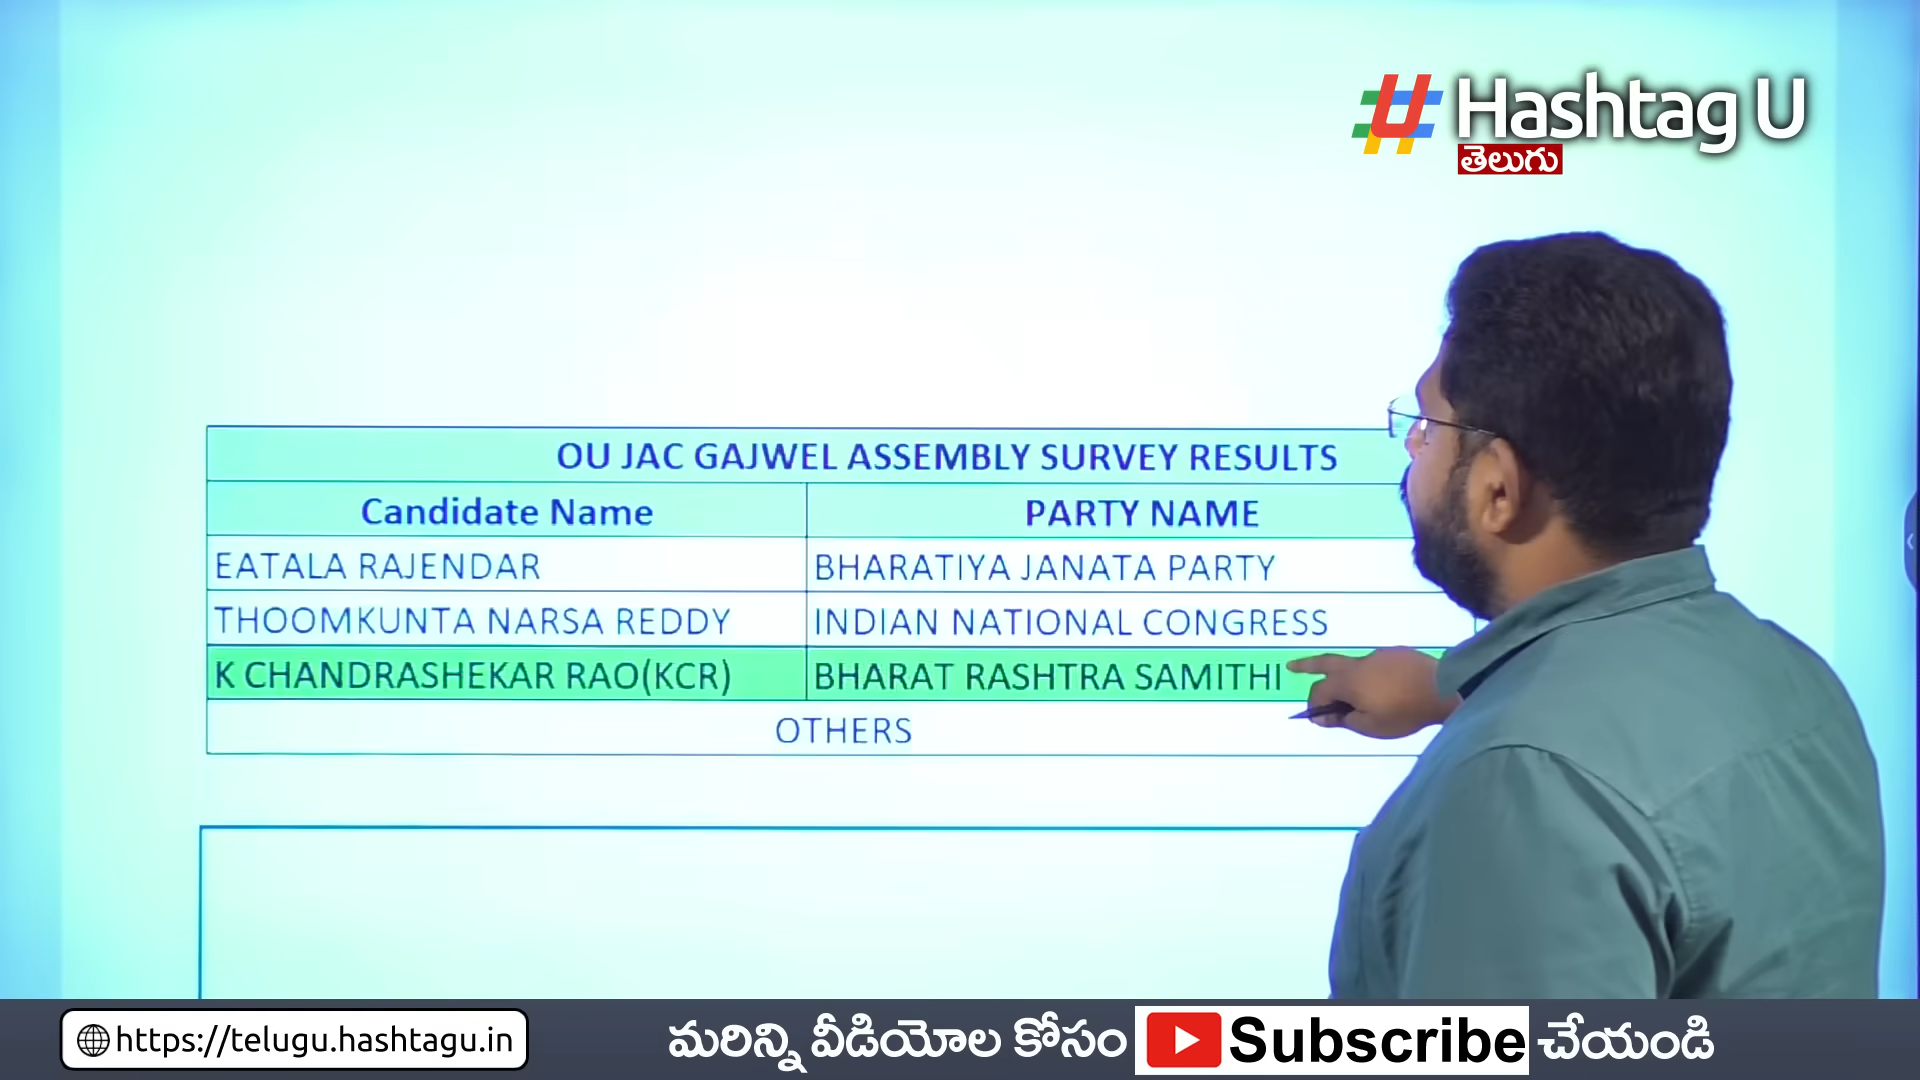 Hashtag U
తెలుగు
OU JAC GAJWEL ASSEMBLY SURVEY RESULTS
Candidate Name PARTY NAME
EATALA RAJENDAR BHARATIYA JANATA PARTY
THOOMKUNTA NARSA REDDY INDIAN NATIONAL CONGRESS
K CHANDRASHEKAR RAO(KCR) BHARAT RASHTRA SAMITHI
OTHERS
https://telugu.hashtagu.in మరిన్ని వీడియోల కోసం Subscribe చేయండి